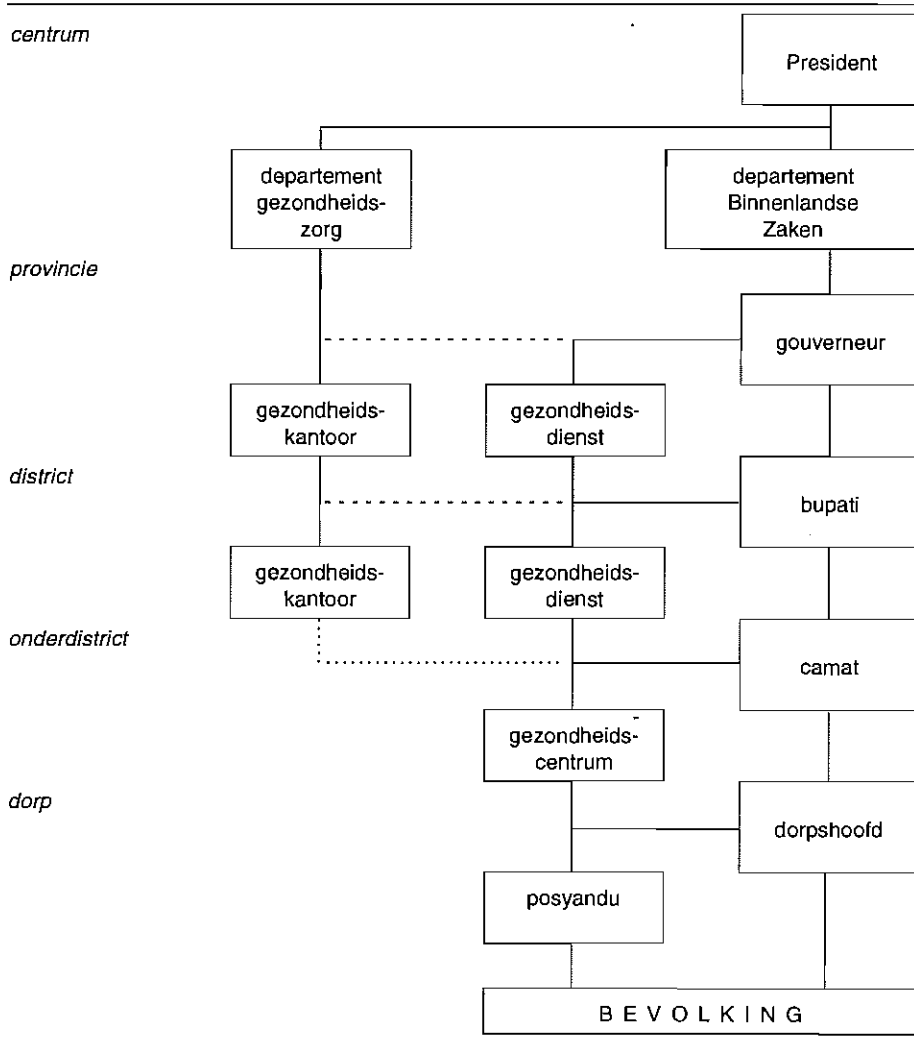 centrum
President
departement
gezondheids-
zorg
departement
Binnenlandse
Zaken
provincie
gouverneur
gezondheids-
kantoor
gezondheids-
dienst
district
bupati
gezondheids-
kantoor
gezondheids-
dienst
onderdistrict
camat
gezondheids-
centrum
dorp
dorpshoofd
posyandu
BEVOLKING